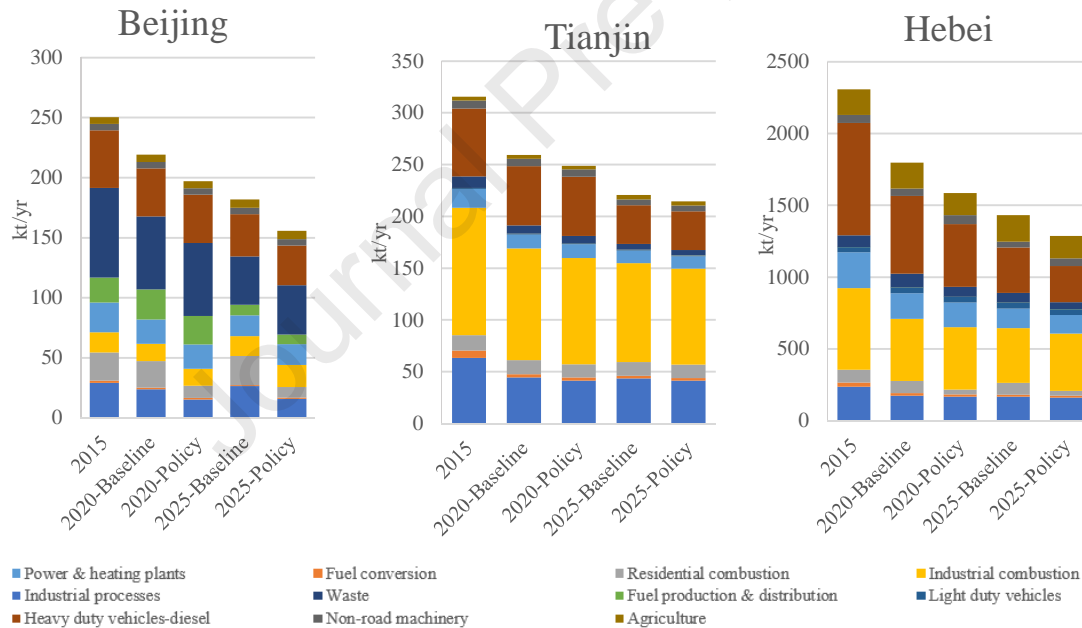 Journal Pre
Beijing
300
250
200
150
100
50
0
kt/yr
2015
2020-Baseline
2020-Policy
2025-Baseline
2025-Policy
Tianjin
350
300
250
200
150
100
50
0
kt/yr
2015
2020-Baseline
2020-Policy
2025-Baseline
2025-Policy
Hebei
2500
2000
1500
1000
500
0
kt/yr
2015
2020-Baseline
2020-Policy
2025-Baseline
2025-Policy
Power & heating plants Fuel conversion Residential combustion Industrial combustion
Industrial processes Waste Fuel production & distribution Light duty vehicles
Heavy duty vehicles-diesel Non-road machinery Agriculture